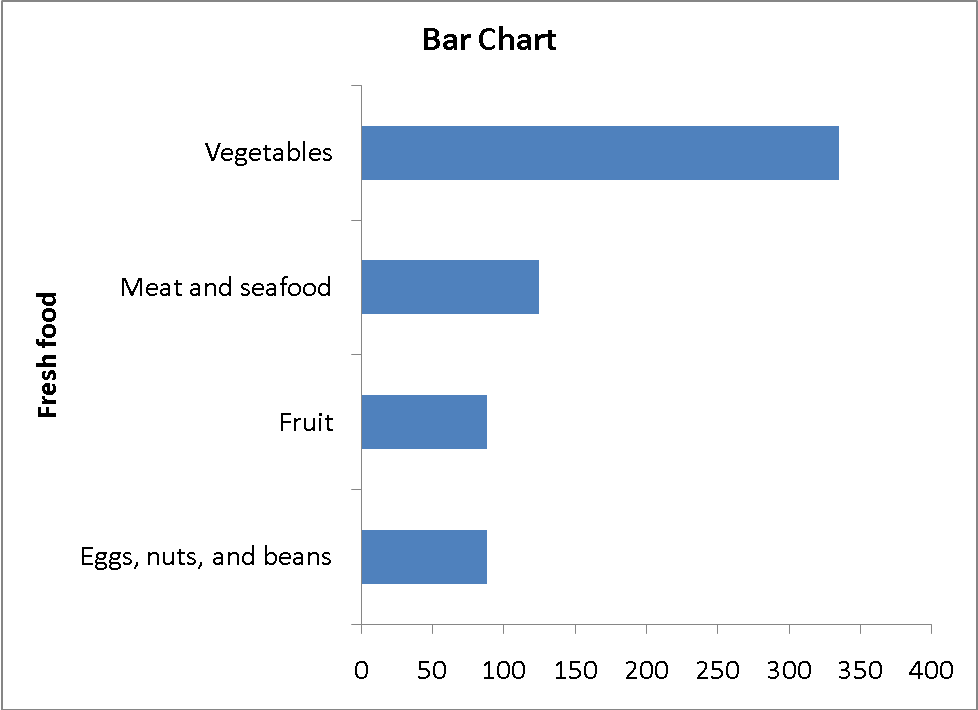 Bar Chart
Vegetables
Meat and seafood
Fruit
Eggs, nuts, and beans
Fresh food
0 50 100 150 200 250 300 350 400